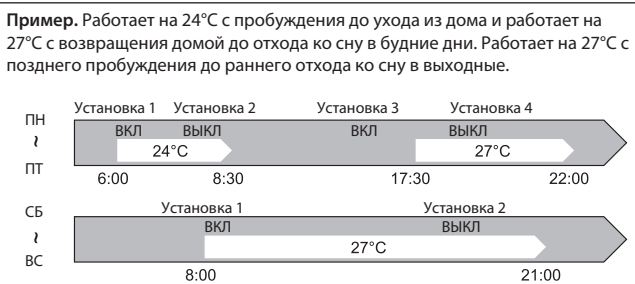 Пример. Работает на 24°C с пробуждения до ухода из дома и работает на
27°C с возвращения домой до отхода ко сну в будние дни. Работает на 27°C с
позднего пробуждения до раннего отхода ко сну в выходные.
Установка 1 Установка 2 Установка 3 Установка 4
ПН
ВКЛ ВЫКЛ ВКЛ ВЫКЛ
~
24°C 27°C
ПТ
6:00 8:30 17:30 22:00
СБ Установка 1 Установка 2
ВКЛ ВЫКЛ
~
27°C
ВС
8:00 21:00